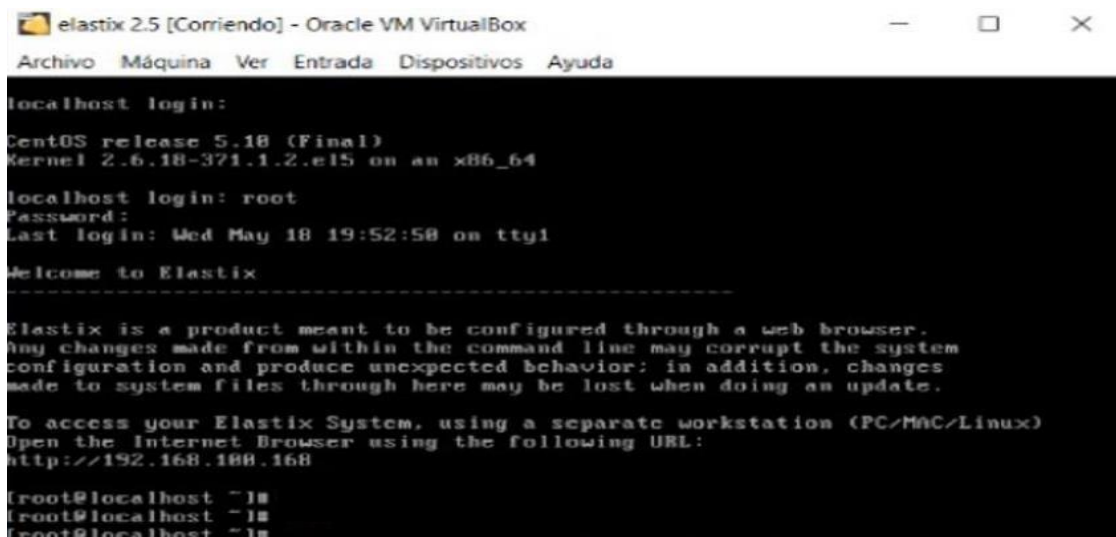 elastix 2.5 [Corriendo] - Oracle VM VirtualBox
Archivo Máquina Ver Entrada Dispositivos Ayuda
localhost login:
CentOS release 5.10 (Final)
Kernel 2.6.18-371.1.2.el5 on an x86_64
localhost login: root
Password:
Last login: Wed May 18 19:52:50 on tty1
Welcome to Elastix
----------------------------------------------------
Elastix is a product meant to be configured through a web browser.
Any changes made from within the command line may corrupt the system
configuration and produce unexpected behavior; in addition, changes
made to system files through here may be lost when doing an update.
To access your Elastix System, using a separate workstation (PC/MAC/Linux)
Open the Internet Browser using the following URL:
http://192.168.100.168
[root@localhost ~]#
[root@localhost ~]#
[root@localhost ~]#